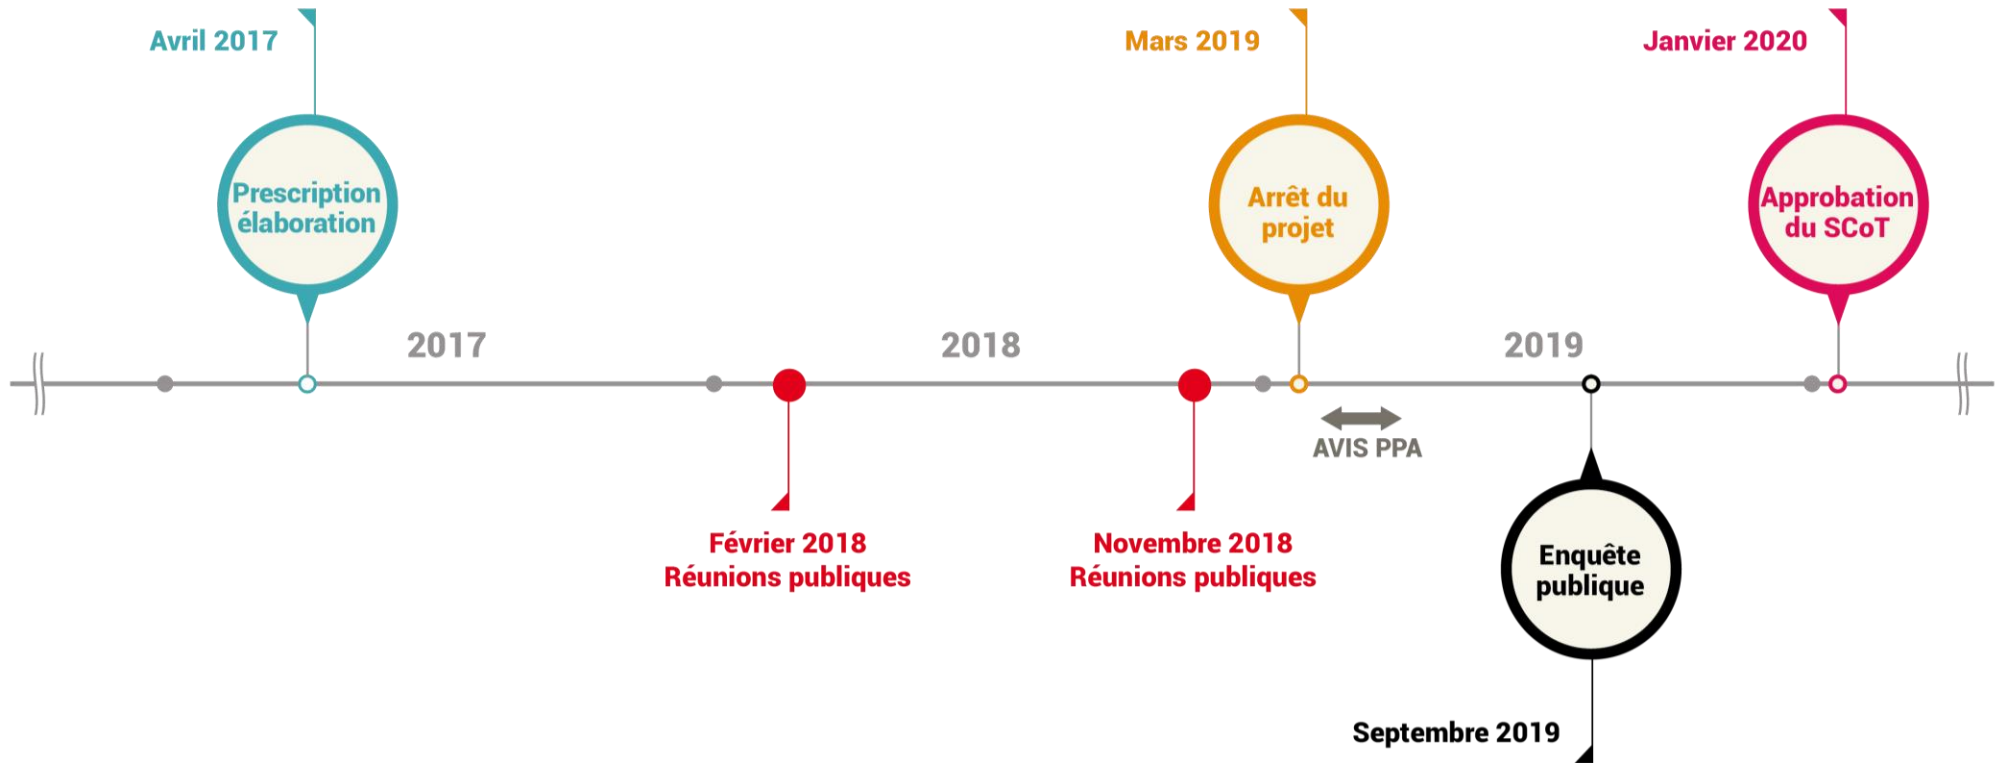 Avril 2017
Mars 2019
Janvier 2020
Prescription
élaboration
Arrêt du
projet
Approbation
du SCoT
2017
2018
2019
AVIS PPA
Février 2018
Réunions publiques
Novembre 2018
Réunions publiques
Enquête
publique
Septembre 2019